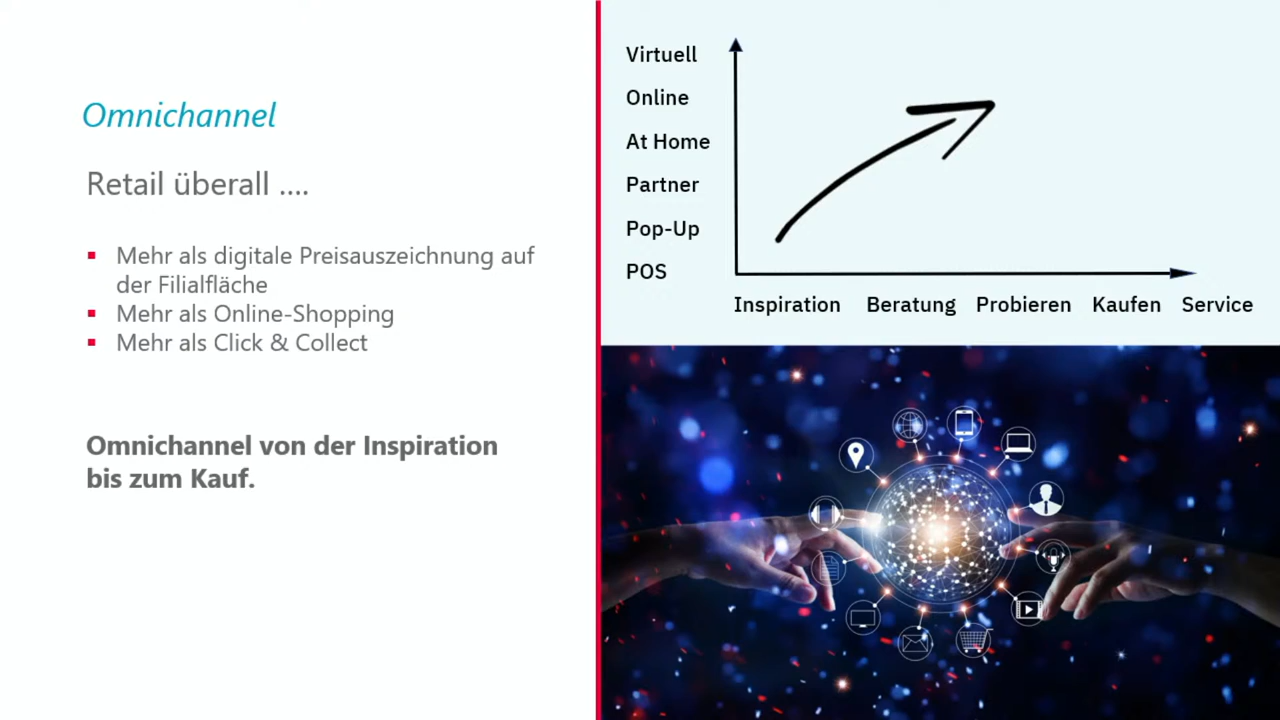 Omnichannel
Retail überall ....
Mehr als digitale Preisauszeichnung auf
der Filialfläche
Mehr als Online-Shopping
Mehr als Click & Collect
Omnichannel von der Inspiration
bis zum Kauf.
Virtuell
Online
At Home
Partner
Pop-Up
POS
Inspiration Beratung Probieren Kaufen Service